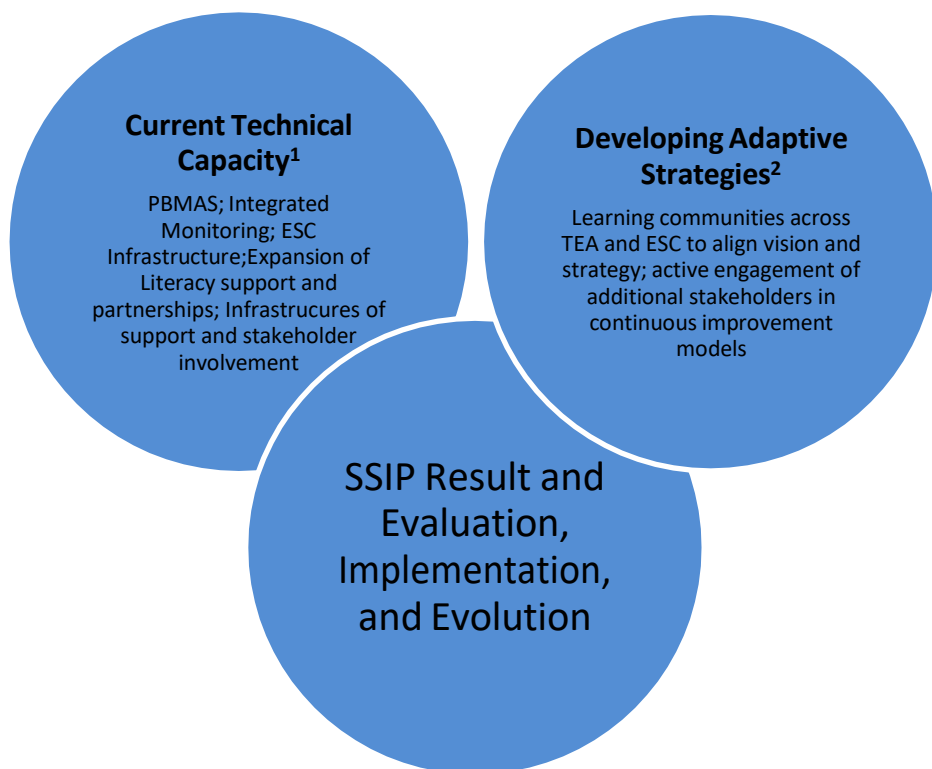 Current Technical
Capacity¹
PBMAS; Integrated
Monitoring; ESC
Infrastructure;Expansion of
Literacy support and
partnerships; Infrastrucures of
support and stakeholder
involvement
Developing Adaptive
Strategies²
Learning communities across
TEA and ESC to align vision and
strategy; active engagement of
additional stakeholders in
continuous improvement
models
SSIP Result and
Evaluation,
Implementation,
and Evolution